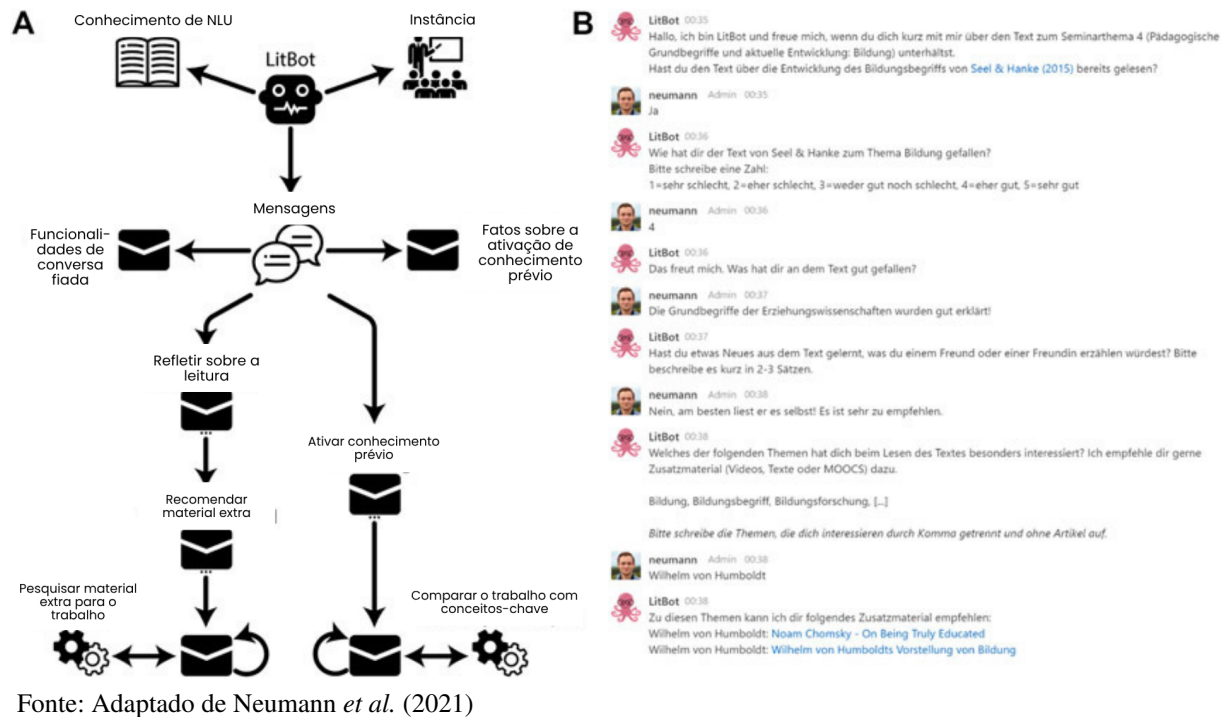 A
Conhecimento de NLU
Instância
LitBot
Mensagens
Funcionali-
dades de
conversa
fiada
Fatos sobre a
ativação de
conhecimento
prévio
Refletir sobre a
leitura
Ativar conhecimento
prévio
Recomendar
material extra
Pesquisar material
extra para o
trabalho
Comparar o trabalho com
conceitos-chave
B
LitBot 00:35
Hallo, ich bin LitBot und freue mich, wenn du dich kurz mit mir über den Text zum Seminarthema 4 (Pädagogische
Grundbegriffe und aktuelle Entwicklung: Bildung) unterhältst.
Hast du den Text über die Entwicklung des Bildungsbegriffs von Seel & Hanke (2015) bereits gelesen?
neumann Admin 00:35
Ja
LitBot 00:36
Wie hat dir der Text von Seel & Hanke zum Thema Bildung gefallen?
Bitte schreibe eine Zahl:
1=sehr schlecht, 2=eher schlecht, 3=weder gut noch schlecht, 4=eher gut, 5=sehr gut
neumann Admin 00:36
4
LitBot 00:36
Das freut mich. Was hat dir an dem Text gut gefallen?
neumann Admin 00:37
Die Grundbegriffe der Erziehungswissenschaften wurden gut erklärt!
LitBot 00:37
Hast du etwas Neues aus dem Text gelernt, was du einem Freund oder einer Freundin erzählen würdest? Bitte
beschreibe es kurz in 2-3 Sätzen.
neumann Admin 00:38
Nein, am besten liest er es selbst! Es ist sehr zu empfehlen.
LitBot 00:38
Welches der folgenden Themen hat dich beim Lesen des Textes besonders interessiert? Ich empfehle dir gerne
Zusatzmaterial (Videos, Texte oder MOOCS) dazu.
Bildung, Bildungsbegriff, Bildungsforschung, [...]
Bitte schreibe die Themen, die dich interessieren durch Komma getrennt und ohne Artikel auf.
neumann Admin 00:38
Wilhelm von Humboldt
LitBot 00:38
Zu diesen Themen kann ich dir folgendes Zusatzmaterial empfehlen:
Wilhelm von Humboldt: Noam Chomsky - On Being Truly Educated
Wilhelm von Humboldt: Wilhelm von Humboldts Vorstellung von Bildung
Fonte: Adaptado de Neumann et al. (2021)